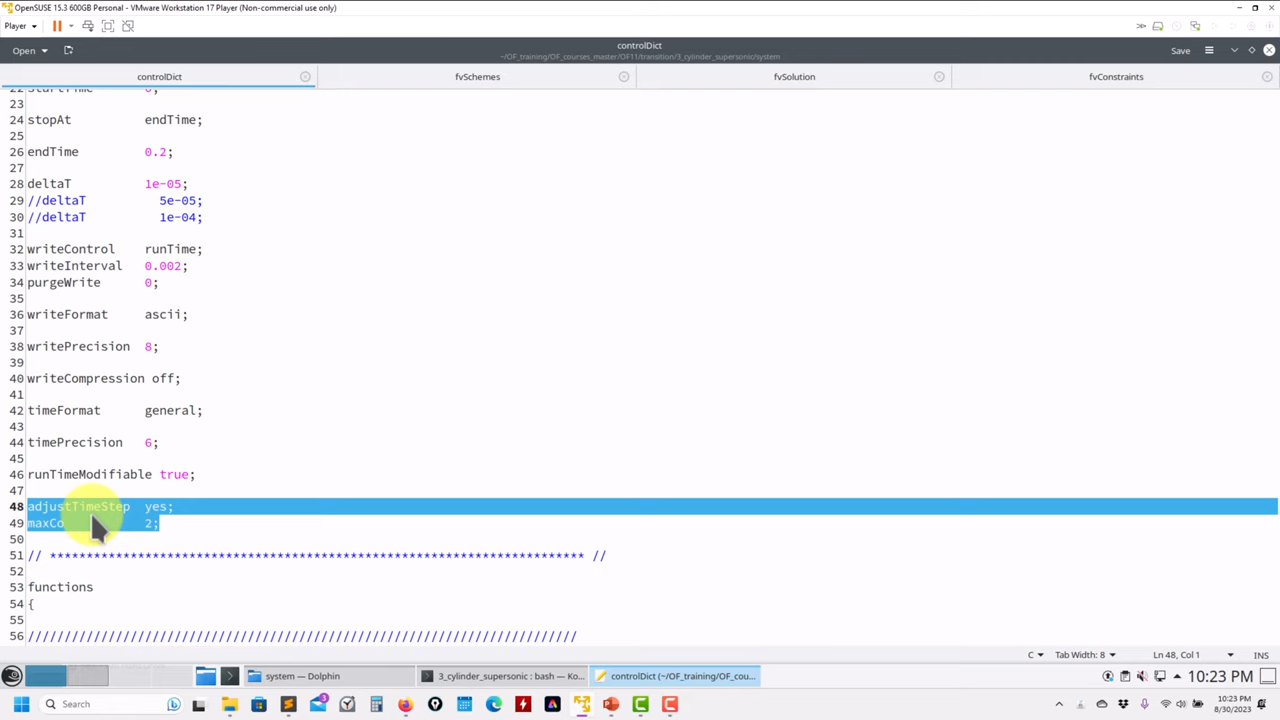 OpenSUSE 15.3 600GB Personal - VMware Workstation 17 Player (Non-commercial use only)
Player
controlDict
~/OF_training/OF_courses_master/OF11/transition/3_cylinder_supersonic/system
Open
Save
controlDict
fvSchemes
fvSolution
fvConstraints
22 startTime 0;
23
24 stopAt endTime;
25
26 endTime 0.2;
27
28 deltaT 1e-05;
29 //deltaT 5e-05;
30 //deltaT 1e-04;
31
32 writeControl runTime;
33 writeInterval 0.002;
34 purgeWrite 0;
35
36 writeFormat ascii;
37
38 writePrecision 8;
39
40 writeCompression off;
41
42 timeFormat general;
43
44 timePrecision 6;
45
46 runTimeModifiable true;
47
48 adjustTimeStep yes;
49 maxCo 2;
50
51 // ************************************************************************* //
52
53 functions
54 {
55
56 ///////////////////////////////////////////////////////////////////////////
C
Tab Width: 8
Ln 48, Col 1
INS
system — Dolphin
3_cylinder_supersonic : bash — Ko...
controlDict (~/OF_training/OF_cou...
10:23 PM
Search
3
10:23 PM
8/30/2023